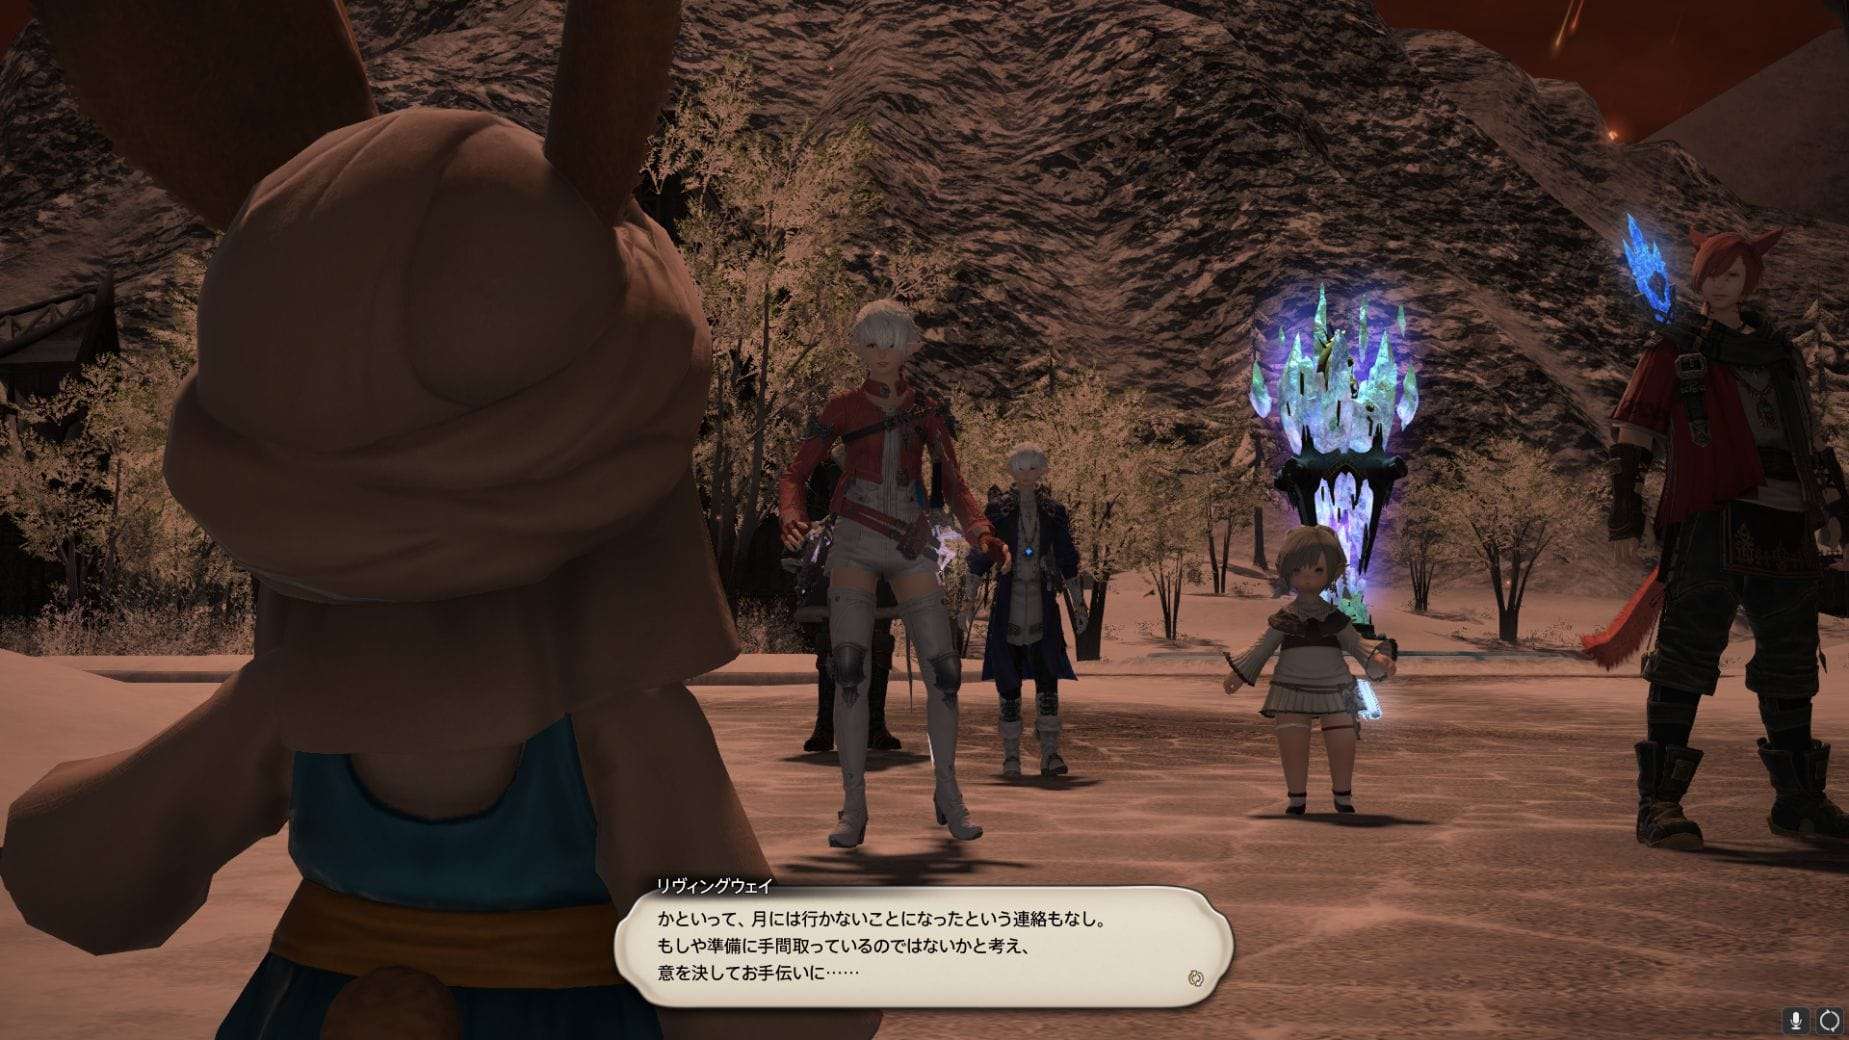 リヴィングウェイ
かといって、月には行かないことになったという連絡もなし。
もしや準備に手間取っているのではないかと考え、
意を決してお手伝いに……